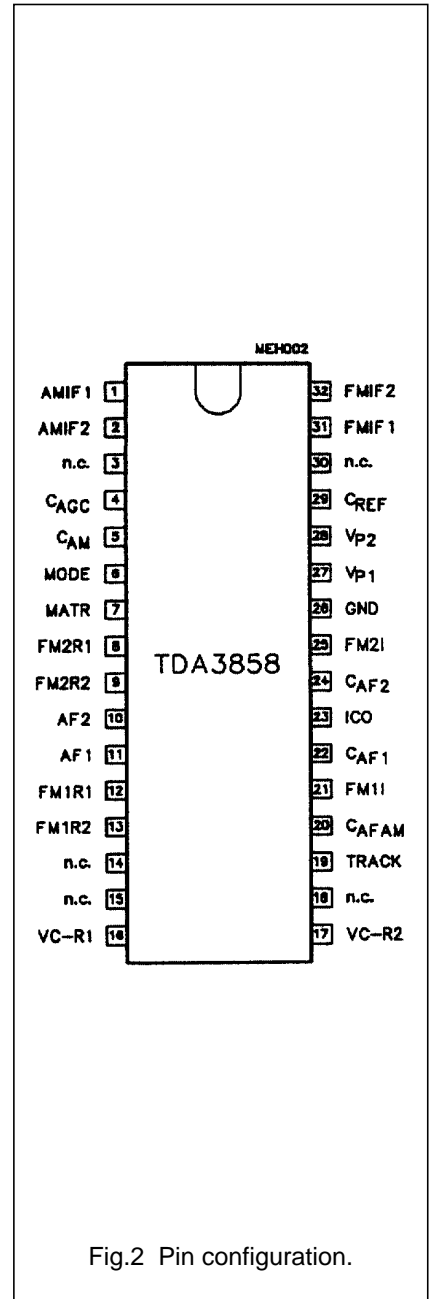 MEH002
AMIF1 1 32 FMIF2
AMIF2 2 31 FMIF1
n.c. 3 30 n.c.
CAGC 4 29 CREF
CAM 5 28 VP2
MODE 6 27 VP1
MATR 7 26 GND
FM2R1 8 25 FM2I
TDA3858
FM2R2 9 24 CAF2
AF2 10 23 ICO
AF1 11 22 CAF1
FM1R1 12 21 FM1I
FM1R2 13 20 CAFAM
n.c. 14 19 TRACK
n.c. 15 18 n.c.
VC-R1 16 17 VC-R2
Fig.2 Pin configuration.